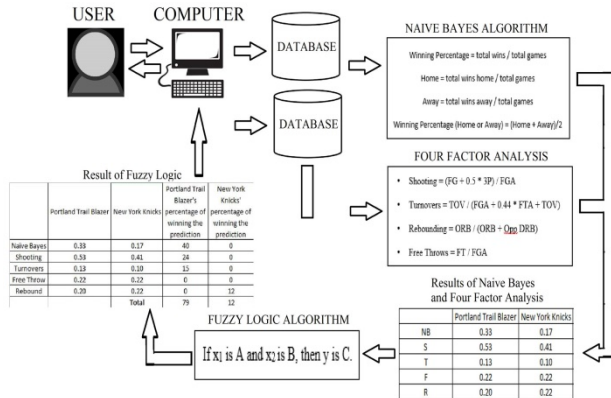 USER
COMPUTER
DATABASE
DATABASE
NAIVE BAYES ALGORITHM
Winning Percentage = total wins / total games
Home = total wins home / total games
Away = total wins away / total games
Winning Percentage (Home or Away) = (Home + Away)/2
FOUR FACTOR ANALYSIS
• Shooting = (FG + 0.5 * 3P) / FGA
• Turnovers = TOV / (FGA + 0.44 * FTA + TOV)
• Rebounding = ORB / (ORB + Opp DRB)
• Free Throws = FT / FGA
Results of Naive Bayes
and Four Factor Analysis
Portland Trail Blazer New York Knicks
NB 0.33 0.17
S 0.53 0.41
T 0.13 0.10
F 0.22 0.22
R 0.20 0.22
FUZZY LOGIC ALGORITHM
If x1 is A and x2 is B, then y is C.
Result of Fuzzy Logic
Portland Trail Blazer New York Knicks Portland Trail Blazer's percentage of winning the prediction New York Knicks' percentage of winning the prediction
Naive Bayes 0.33 0.17 40 0
Shooting 0.53 0.41 24 0
Turnovers 0.13 0.10 15 0
Free Throw 0.22 0.22 0 0
Rebound 0.20 0.22 0 12
Total 79 12